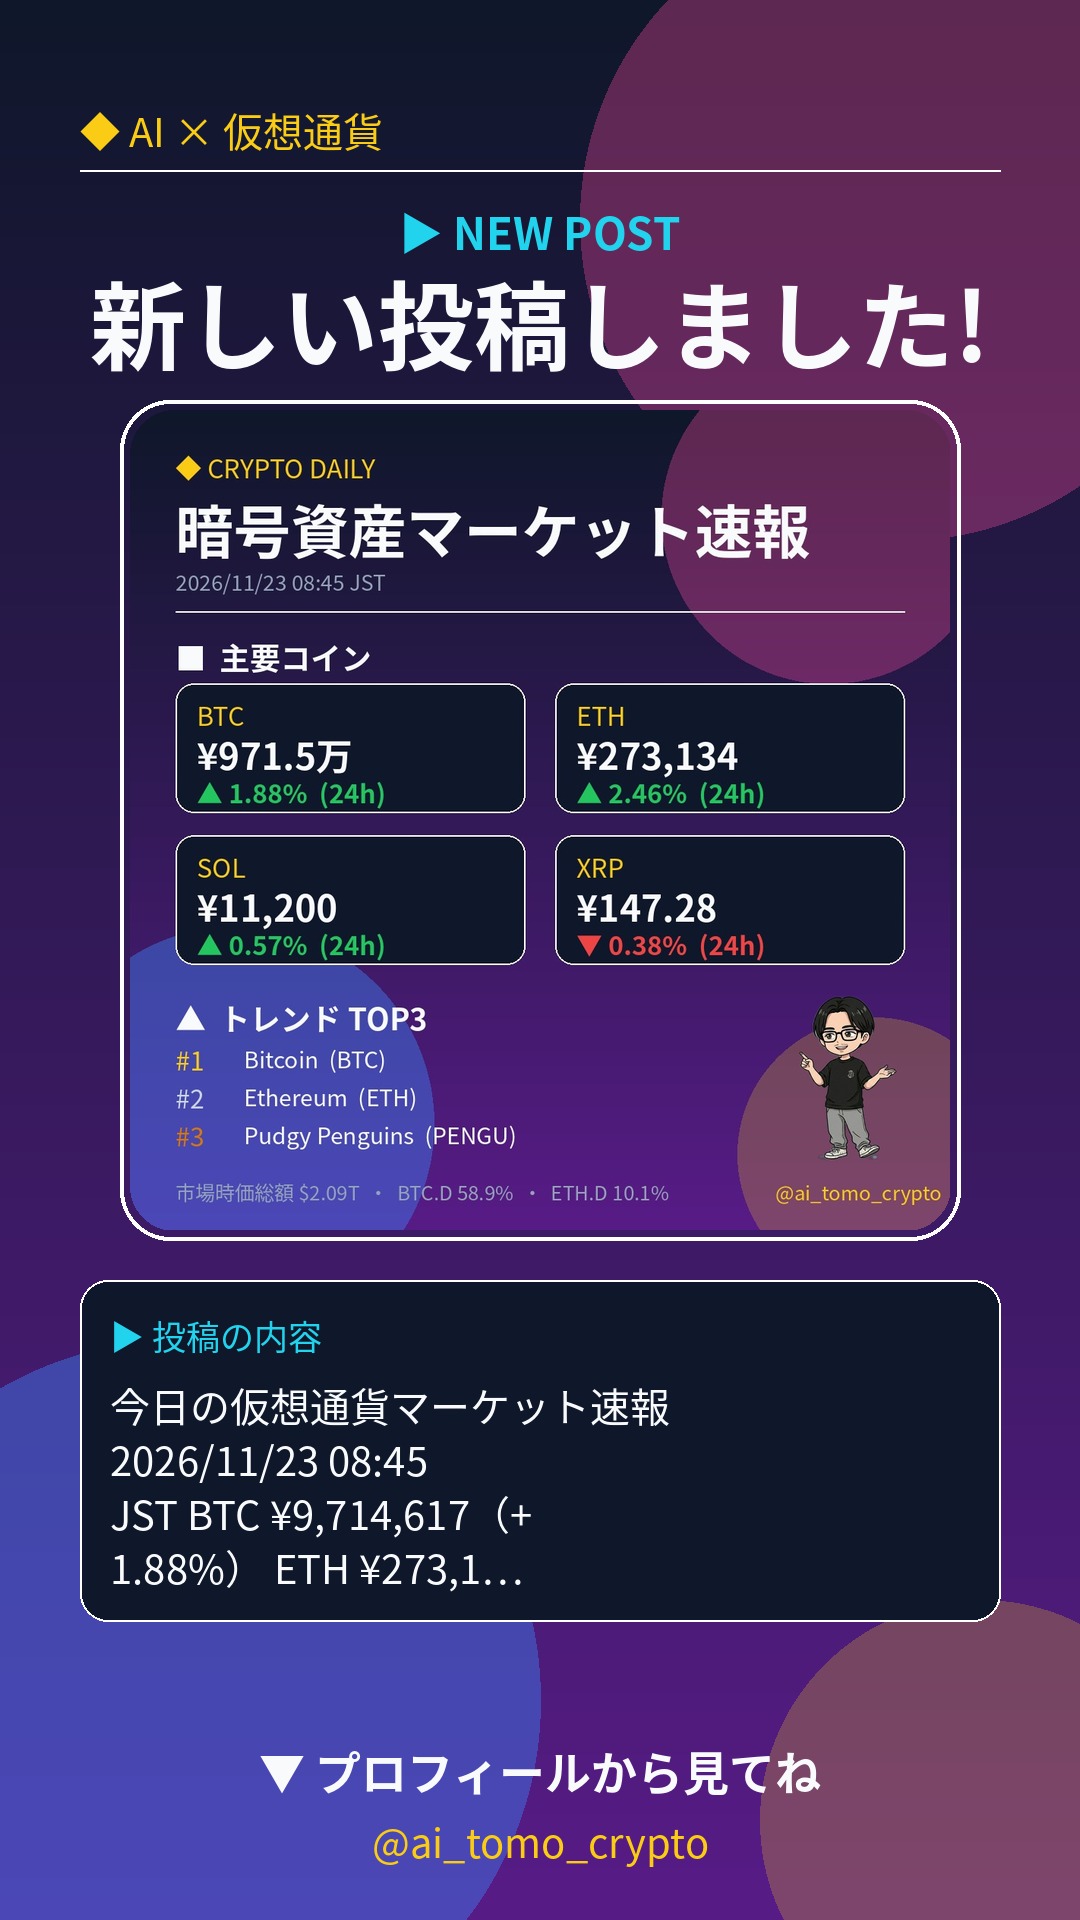 ◆ AI × 仮想通貨
▶ NEW POST
新しい投稿しました!
◆ CRYPTO DAILY
暗号資産マーケット速報
2026/11/23 08:45 JST
■ 主要コイン
BTC
¥971.5万
▲ 1.88% (24h)
ETH
¥273,134
▲ 2.46% (24h)
SOL
¥11,200
▲ 0.57% (24h)
XRP
¥147.28
▼ 0.38% (24h)
▲ トレンド TOP3
#1 Bitcoin (BTC)
#2 Ethereum (ETH)
#3 Pudgy Penguins (PENGU)
市場時価総額 $2.09T ・ BTC.D 58.9% ・ ETH.D 10.1%
@ai_tomo_crypto
▶ 投稿の内容
今日の仮想通貨マーケット速報
2026/11/23 08:45
JST BTC ¥9,714,617（+
1.88%） ETH ¥273,1…
▼ プロフィールから見てね
@ai_tomo_crypto